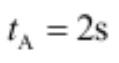 t_A = 2s